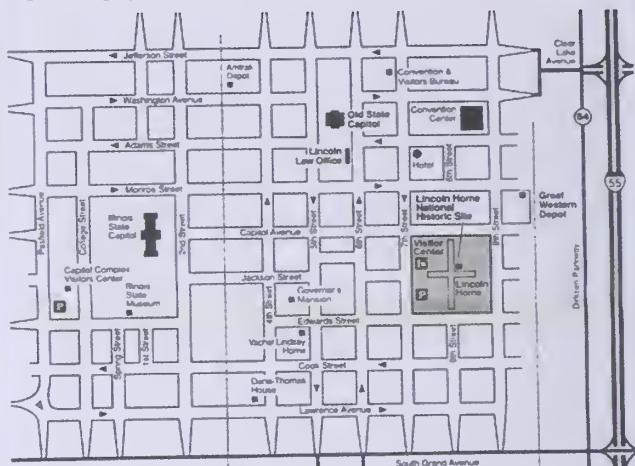 Jefferson Street
Clear
Lake
Avenue
Amtrak
Depot
Convention &
Visitors Bureau
Washington Avenue
Old State
Capitol
Convention
Center
54
Adams Street
Lincoln
Law Office
Hotel
8th Street
55
Monroe Street
Pasfield Avenue
College Street
Illinois
State
Capitol
2nd Street
Capitol Avenue
5th Street
6th Street
7th Street
Lincoln Home
National
Historic Site
9th Street
Great
Western
Depot
Visitor
Center
Capitol Complex
Visitors Center
P
Illinois
State
Museum
Jackson Street
4th Street
Governor's
Mansion
P
Lincoln
Home
Dirksen Parkway
Edwards Street
Vachel Lindsay
Home
Spring Street
1st Street
Cook Street
8th Street
Dana-Thomas
House
Lawrence Avenue
South Grand Avenue